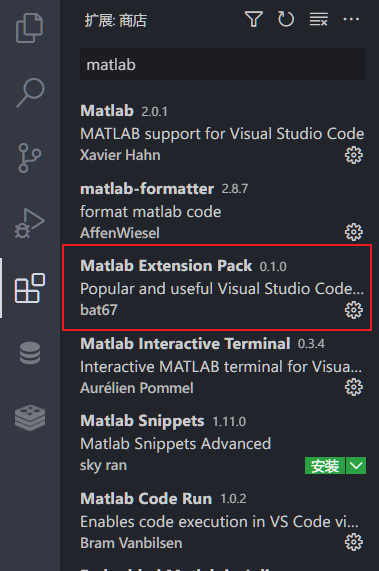 扩展: 商店
matlab
Matlab 2.0.1
MATLAB support for Visual Studio Code
Xavier Hahn
matlab-formatter 2.8.7
format matlab code
AffenWiesel
Matlab Extension Pack 0.1.0
Popular and useful Visual Studio Code...
bat67
Matlab Interactive Terminal 0.3.4
Interactive MATLAB terminal for Visua...
Aurélien Pommel
Matlab Snippets 1.11.0
Matlab Snippets Advanced
sky ran
安装
Matlab Code Run 1.0.2
Enables code execution in VS Code vi...
Bram Vanbilsen